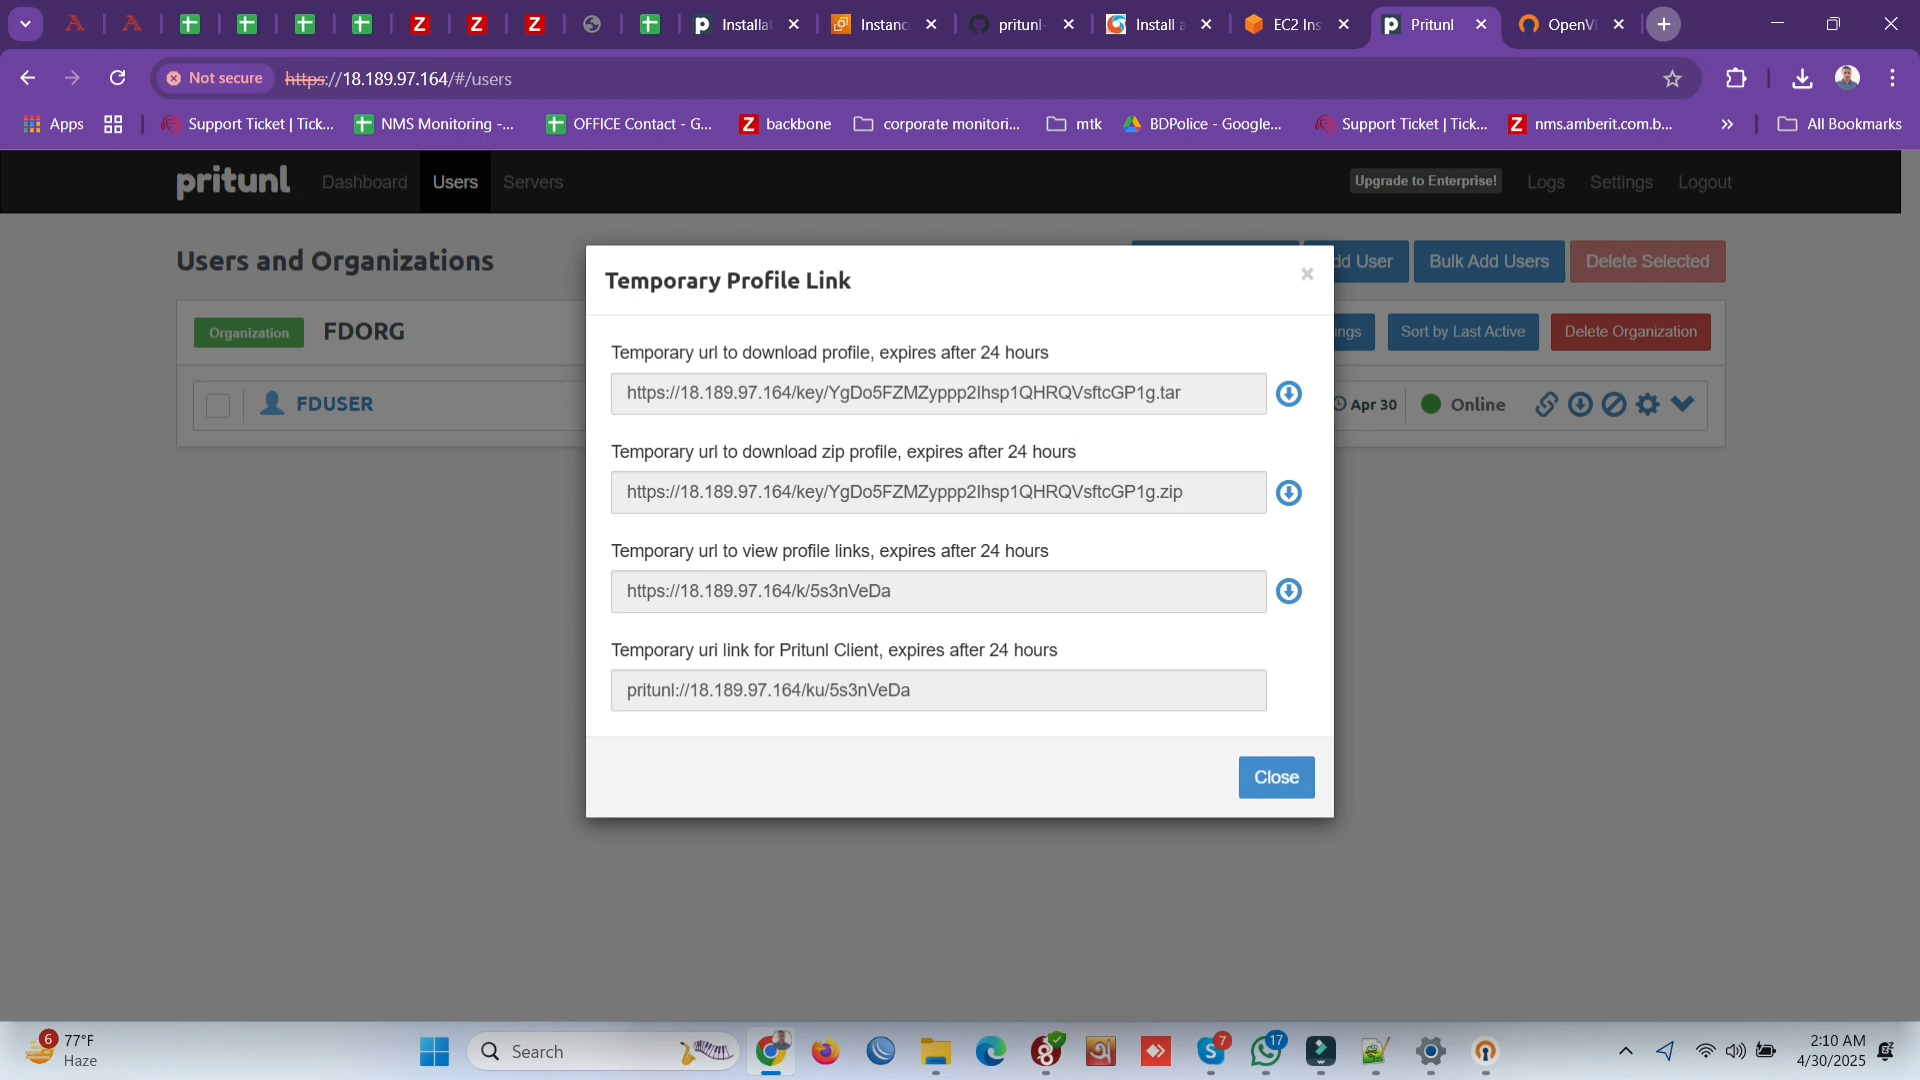 Installa
Instanc
pritunl-
Install a
EC2 Ins
Pritunl
OpenV
Not secure
https://18.189.97.164/#/users
Apps
Support Ticket | Tick...
NMS Monitoring -...
OFFICE Contact - G...
backbone
corporate monitori...
mtk
BDPolice - Google...
Support Ticket | Tick...
nms.amberit.com.b...
All Bookmarks
pritunl
Dashboard
Users
Servers
Upgrade to Enterprise!
Logs
Settings
Logout
Users and Organizations
dd User
Bulk Add Users
Delete Selected
Organization
FDORG
ngs
Sort by Last Active
Delete Organization
FDUSER
Apr 30
Online
Temporary Profile Link
×
Temporary url to download profile, expires after 24 hours
https://18.189.97.164/key/YgDo5FZMZyppp2Ihsp1QHRQVsftcGP1g.tar
Temporary url to download zip profile, expires after 24 hours
https://18.189.97.164/key/YgDo5FZMZyppp2Ihsp1QHRQVsftcGP1g.zip
Temporary url to view profile links, expires after 24 hours
https://18.189.97.164/k/5s3nVeDa
Temporary uri link for Pritunl Client, expires after 24 hours
pritunl://18.189.97.164/ku/5s3nVeDa
Close
6
77°F
Haze
Search
7
17
2:10 AM
4/30/2025